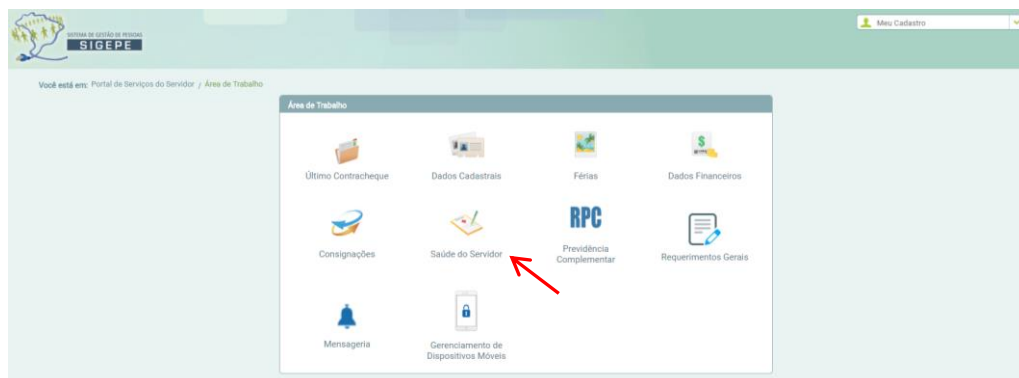 SISTEMA DE GESTÃO DE PESSOAS
SIGEPE
Meu Cadastro
Você está em: Portal de Serviços do Servidor / Área de Trabalho
Área de Trabalho
Último Contracheque
Dados Cadastrais
Férias
$
Dados Financeiros
Consignações
Saúde do Servidor
RPC
Previdência
Complementar
Requerimentos Gerais
Mensageria
Gerenciamento de
Dispositivos Móveis